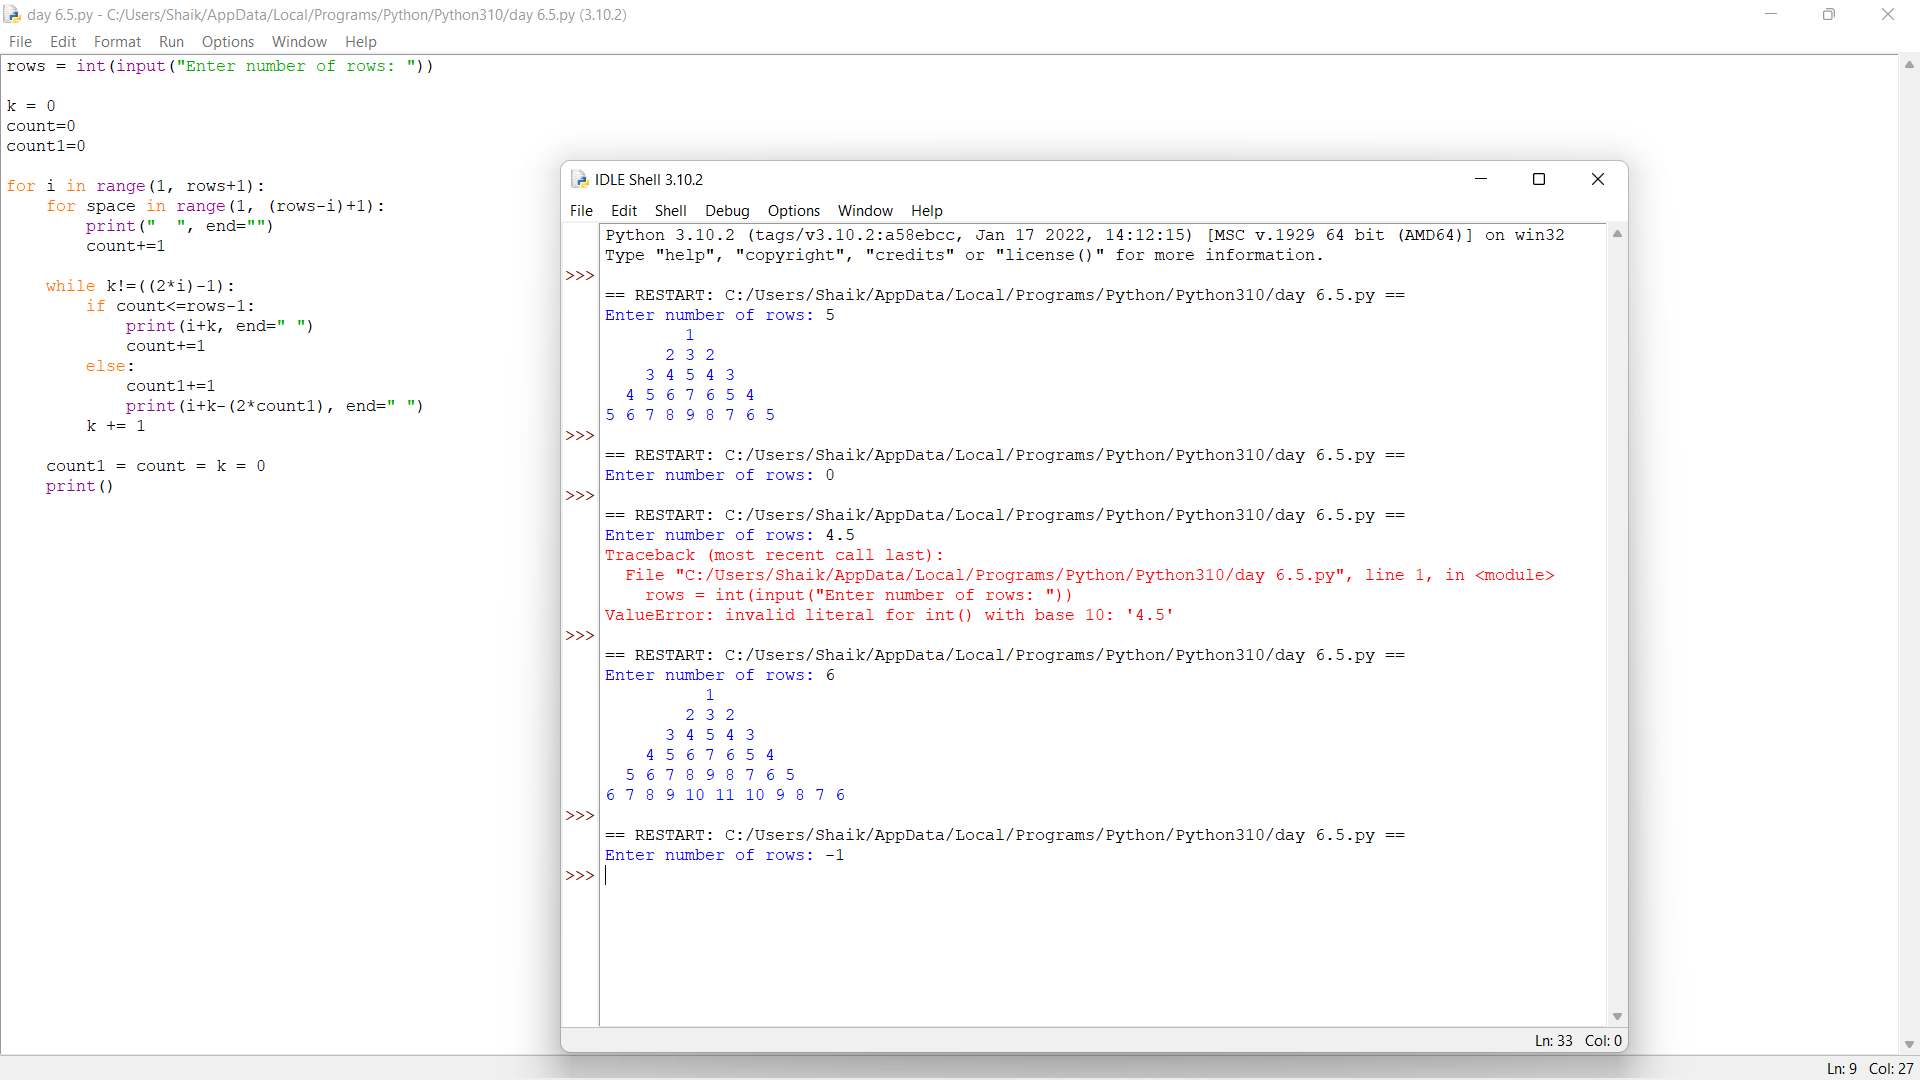 day 6.5.py - C:/Users/Shaik/AppData/Local/Programs/Python/Python310/day 6.5.py (3.10.2)
File Edit Format Run Options Window Help
rows = int(input("Enter number of rows: "))
k = 0
count=0
count1=0
for i in range(1, rows+1):
    for space in range(1, (rows-i)+1):
        print("  ", end="")
        count+=1
    while k!=((2*i)-1):
        if count<=rows-1:
            print(i+k, end=" ")
            count+=1
        else:
            count1+=1
            print(i+k-(2*count1), end=" ")
        k += 1
    count1 = count = k = 0
    print()
IDLE Shell 3.10.2
File Edit Shell Debug Options Window Help
Python 3.10.2 (tags/v3.10.2:a58ebcc, Jan 17 2022, 14:12:15) [MSC v.1929 64 bit (AMD64)] on win32
Type "help", "copyright", "credits" or "license()" for more information.
>>>
== RESTART: C:/Users/Shaik/AppData/Local/Programs/Python/Python310/day 6.5.py ==
Enter number of rows: 5
        1
      2 3 2
    3 4 5 4 3
  4 5 6 7 6 5 4
5 6 7 8 9 8 7 6 5
>>>
== RESTART: C:/Users/Shaik/AppData/Local/Programs/Python/Python310/day 6.5.py ==
Enter number of rows: 0
>>>
== RESTART: C:/Users/Shaik/AppData/Local/Programs/Python/Python310/day 6.5.py ==
Enter number of rows: 4.5
Traceback (most recent call last):
  File "C:/Users/Shaik/AppData/Local/Programs/Python/Python310/day 6.5.py", line 1, in <module>
    rows = int(input("Enter number of rows: "))
ValueError: invalid literal for int() with base 10: '4.5'
>>>
== RESTART: C:/Users/Shaik/AppData/Local/Programs/Python/Python310/day 6.5.py ==
Enter number of rows: 6
          1
        2 3 2
      3 4 5 4 3
    4 5 6 7 6 5 4
  5 6 7 8 9 8 7 6 5
6 7 8 9 10 11 10 9 8 7 6
>>>
== RESTART: C:/Users/Shaik/AppData/Local/Programs/Python/Python310/day 6.5.py ==
Enter number of rows: -1
>>>
Ln: 33 Col: 0
Ln: 9 Col: 27